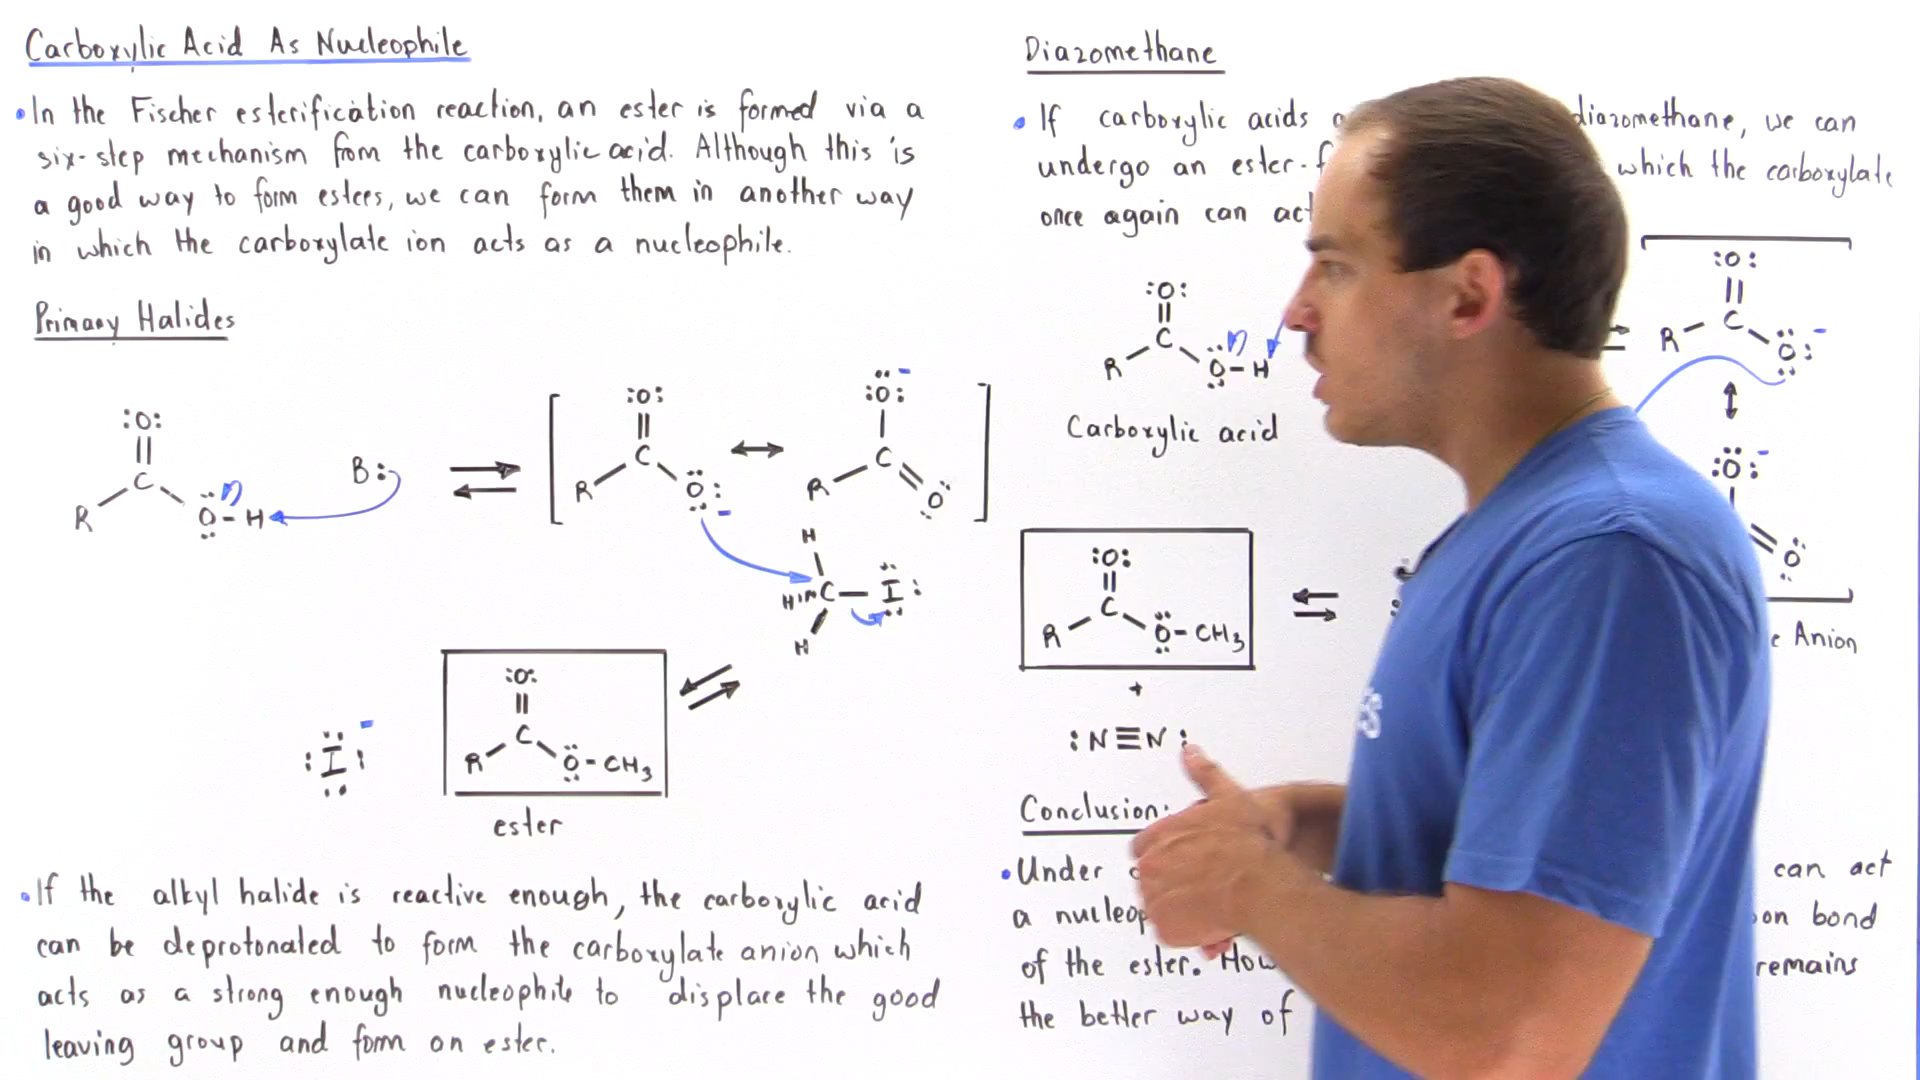 Carboxylic Acid As Nucleophile
• In the Fischer esterification reaction, an ester is formed via a
six-step mechanism from the carboxylic acid. Although this is
a good way to form esters, we can form them in another way
in which the carboxylate ion acts as a nucleophile.
Primary Halides
:O:
C
R
O-H
B:
:O:
C
R
O:
-
:O:
-
C
R
O
H
H C I :
H
: I :
-
:O:
C
R
O-CH3
ester
• If the alkyl halide is reactive enough, the carboxylic acid
can be deprotonated to form the carboxylate anion which
acts as a strong enough nucleophile to displace the good
leaving group and form an ester.
Diazomethane
• If carboxylic acids diazomethane, we can
undergo an ester- which the carboxylate
once again can act
:O:
C
R
O-H
Carboxylic acid
:O:
C
R
O:
-
:O:
-
O
Anion
:O:
C
R
O-CH3
+
:N≡N:
Conclusion:
• Under can act
a nucleop on bond
of the ester. How remains
the better way of
ES